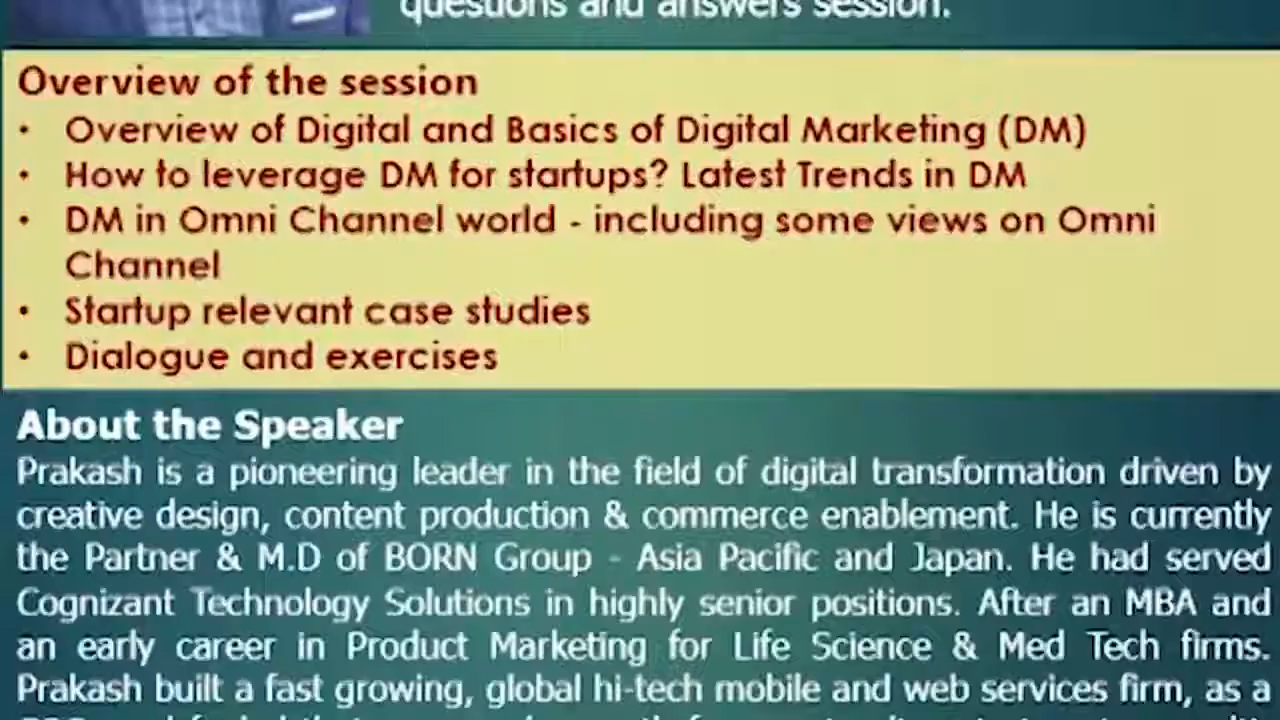 questions and answers session.
Overview of the session
• Overview of Digital and Basics of Digital Marketing (DM)
• How to leverage DM for startups? Latest Trends in DM
• DM in Omni Channel world - including some views on Omni
Channel
• Startup relevant case studies
• Dialogue and exercises
About the Speaker
Prakash is a pioneering leader in the field of digital transformation driven by
creative design, content production & commerce enablement. He is currently
the Partner & M.D of BORN Group - Asia Pacific and Japan. He had served
Cognizant Technology Solutions in highly senior positions. After an MBA and
an early career in Product Marketing for Life Science & Med Tech firms.
Prakash built a fast growing, global hi-tech mobile and web services firm, as a